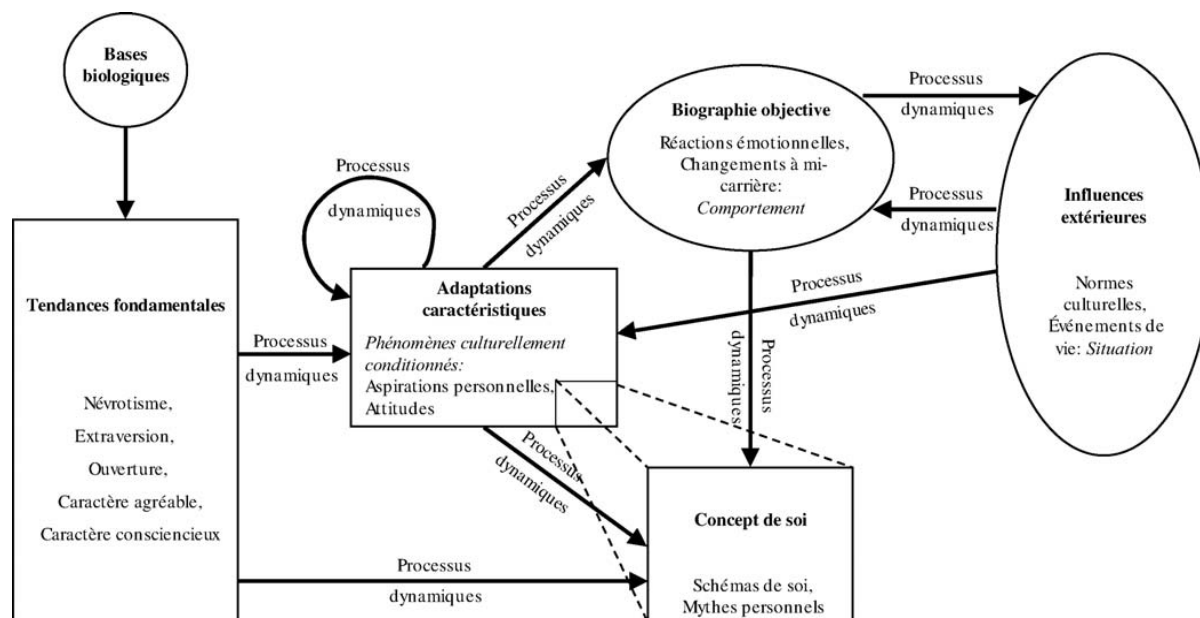 Bases
biologiques
Tendances fondamentales
Névrotisme,
Extraversion,
Ouverture,
Caractère agréable,
Caractère consciencieux
Processus
dynamiques
Processus
dynamiques
Adaptations
caractéristiques
Phénomènes culturellement
conditionnés:
Aspirations personnelles,
Attitudes
Processus
dynamiques
Biographie objective
Réactions émotionnelles,
Changements à mi-
carrière:
Comportement
Processus
dynamiques
Processus
dynamiques
Influences
extérieures
Normes
culturelles,
Événements de
vie: Situation
Processus
dynamiques
Processus
dynamiques
Processus
dynamiques
Processus
dynamiques
Concept de soi
Schémas de soi,
Mythes personnels